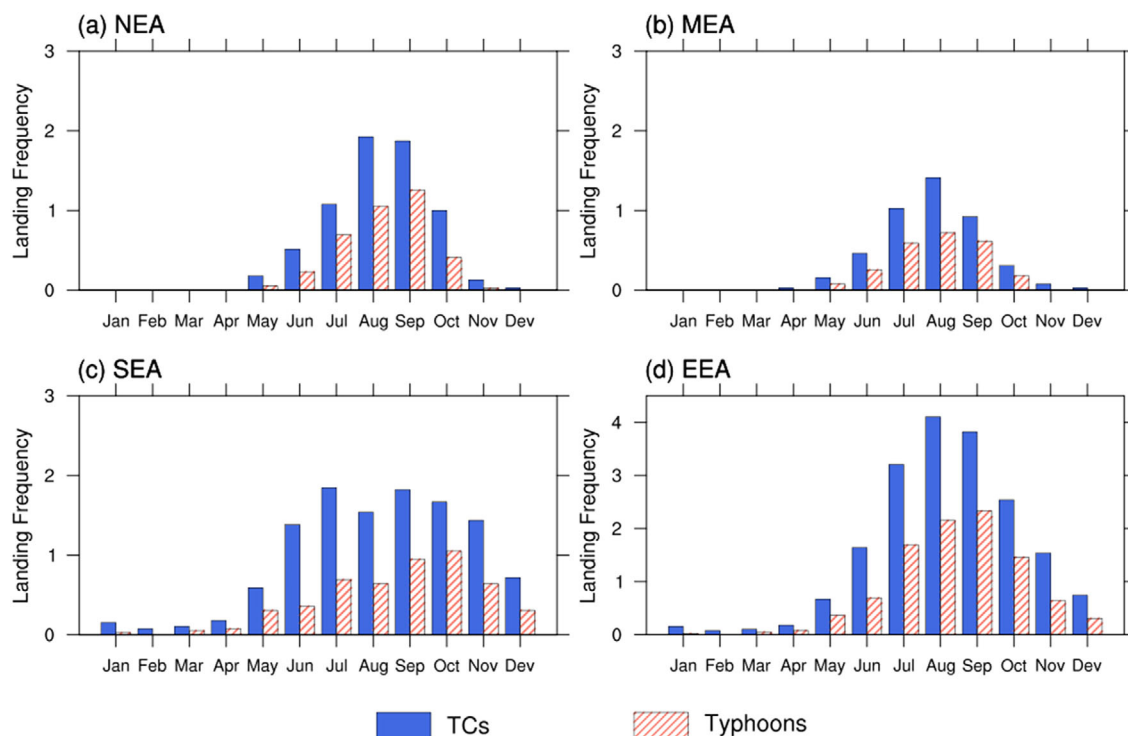 (a) NEA
Landing Frequency
3
2
1
0
Jan Feb Mar Apr May Jun Jul Aug Sep Oct Nov Dev
(b) MEA
Landing Frequency
3
2
1
0
Jan Feb Mar Apr May Jun Jul Aug Sep Oct Nov Dev
(c) SEA
Landing Frequency
3
2
1
0
Jan Feb Mar Apr May Jun Jul Aug Sep Oct Nov Dev
(d) EEA
Landing Frequency
4
3
2
1
0
Jan Feb Mar Apr May Jun Jul Aug Sep Oct Nov Dev
TCs
Typhoons